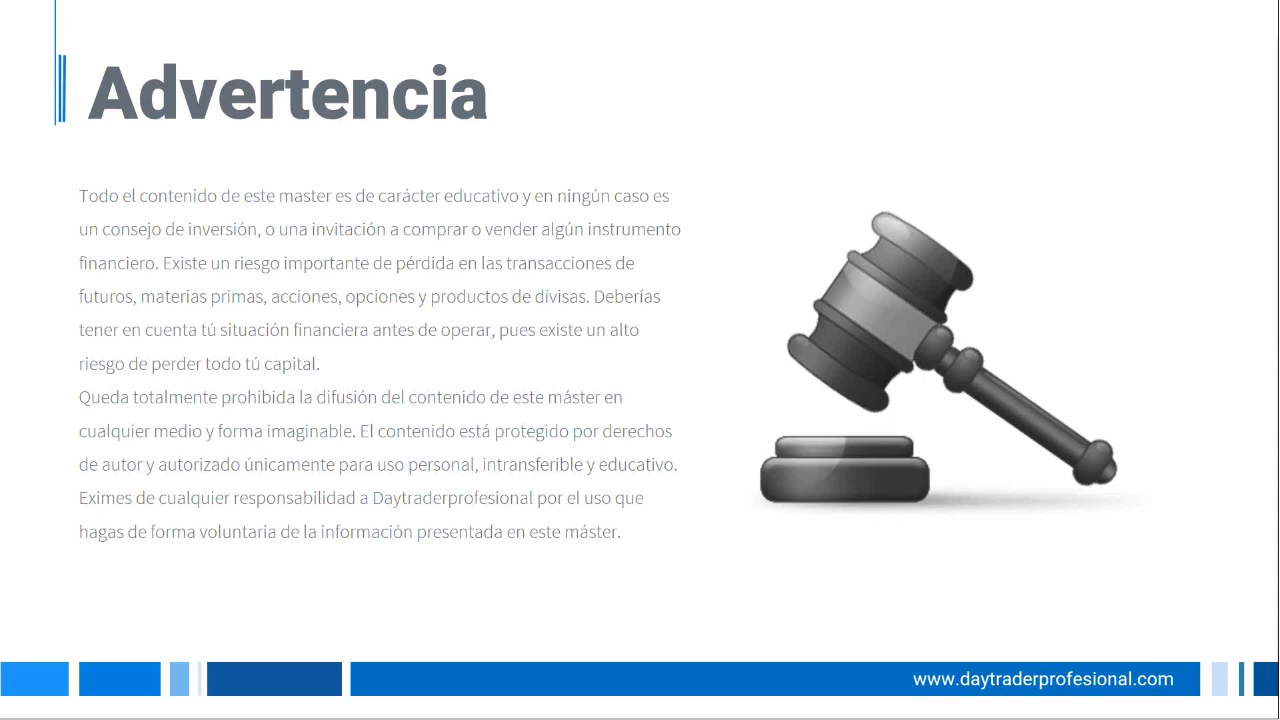 Advertencia
Todo el contenido de este master es de carácter educativo y en ningún caso es
un consejo de inversión, o una invitación a comprar o vender algún instrumento
financiero. Existe un riesgo importante de pérdida en las transacciones de
futuros, materias primas, acciones, opciones y productos de divisas. Deberías
tener en cuenta tú situación financiera antes de operar, pues existe un alto
riesgo de perder todo tú capital.
Queda totalmente prohibida la difusión del contenido de este máster en
cualquier medio y forma imaginable. El contenido está protegido por derechos
de autor y autorizado únicamente para uso personal, intransferible y educativo.
Eximes de cualquier responsabilidad a Daytraderprofesional por el uso que
hagas de forma voluntaria de la información presentada en este máster.
www.daytraderprofesional.com